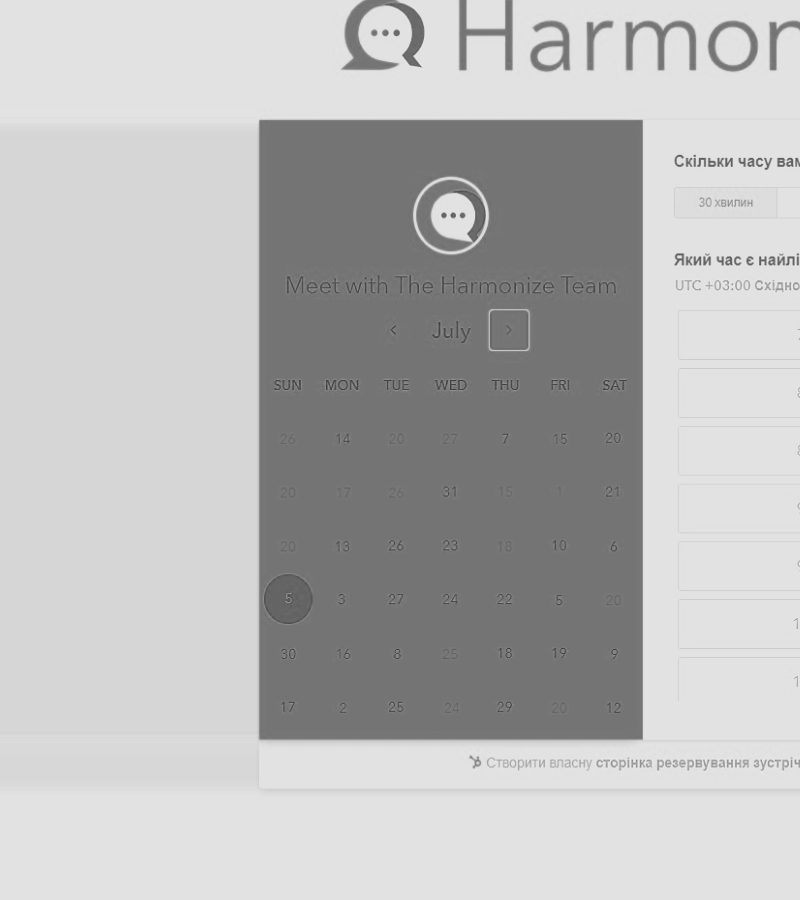 Harmon
Meet with The Harmonize Team
July
SUN MON TUE WED THU FRI SAT
26 14 20 27 7 15 20
20 17 26 31 15 1 21
20 13 26 23 18 10 6
5 3 27 24 22 5 20
30 16 8 25 18 19 9
17 2 25 24 29 20 12
Скільки часу вам
30 хвилин
Який час є найлі
UTC +03:00 Східно
Створити власну сторінка резервування зустріч